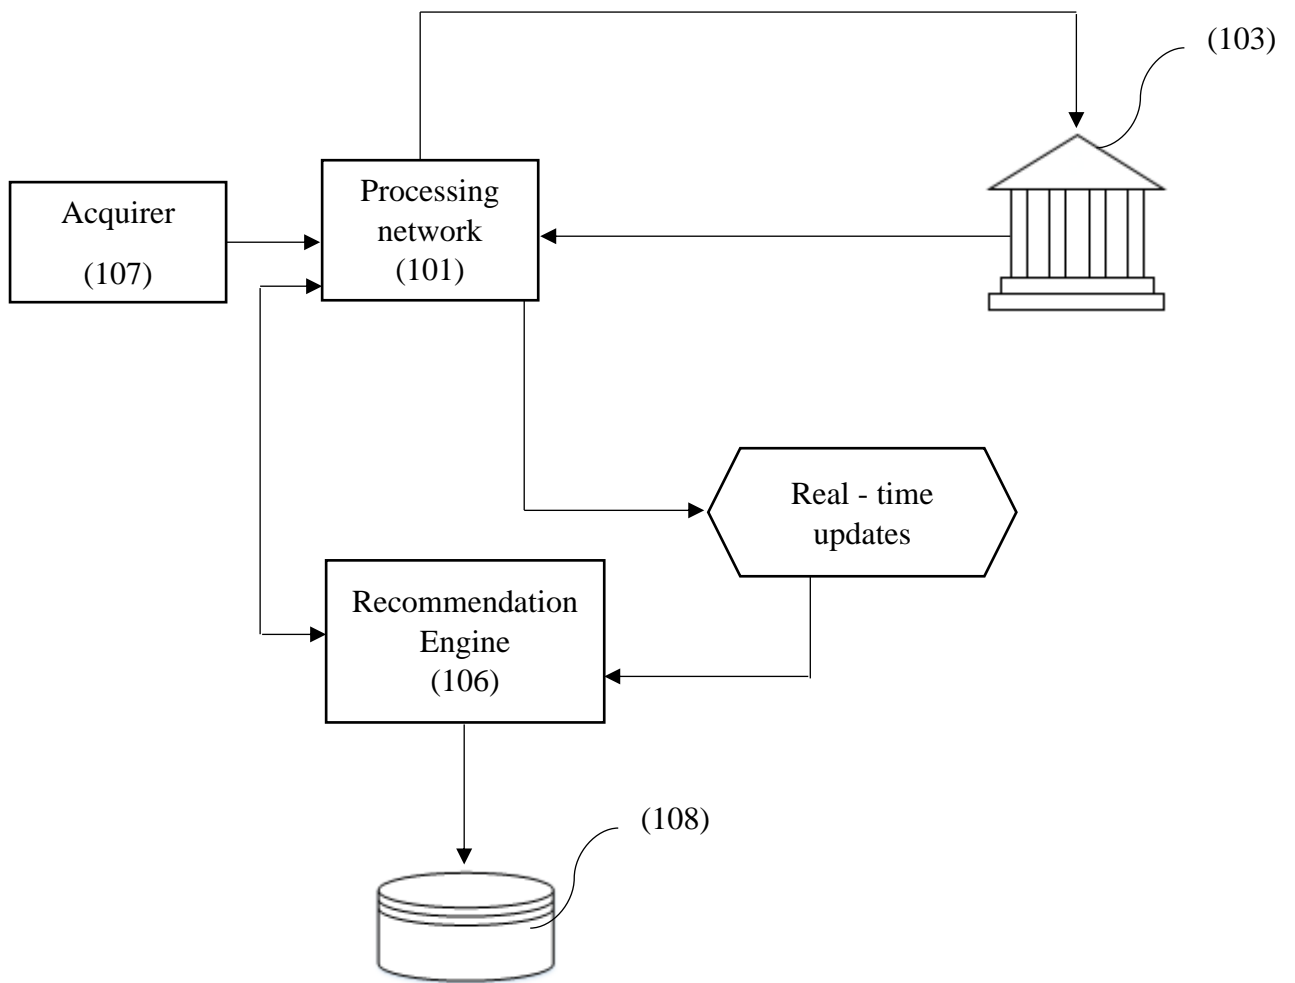 (103)
Processing
network
(101)
Acquirer
(107)
Real - time
updates
Recommendation
Engine
(106)
(108)